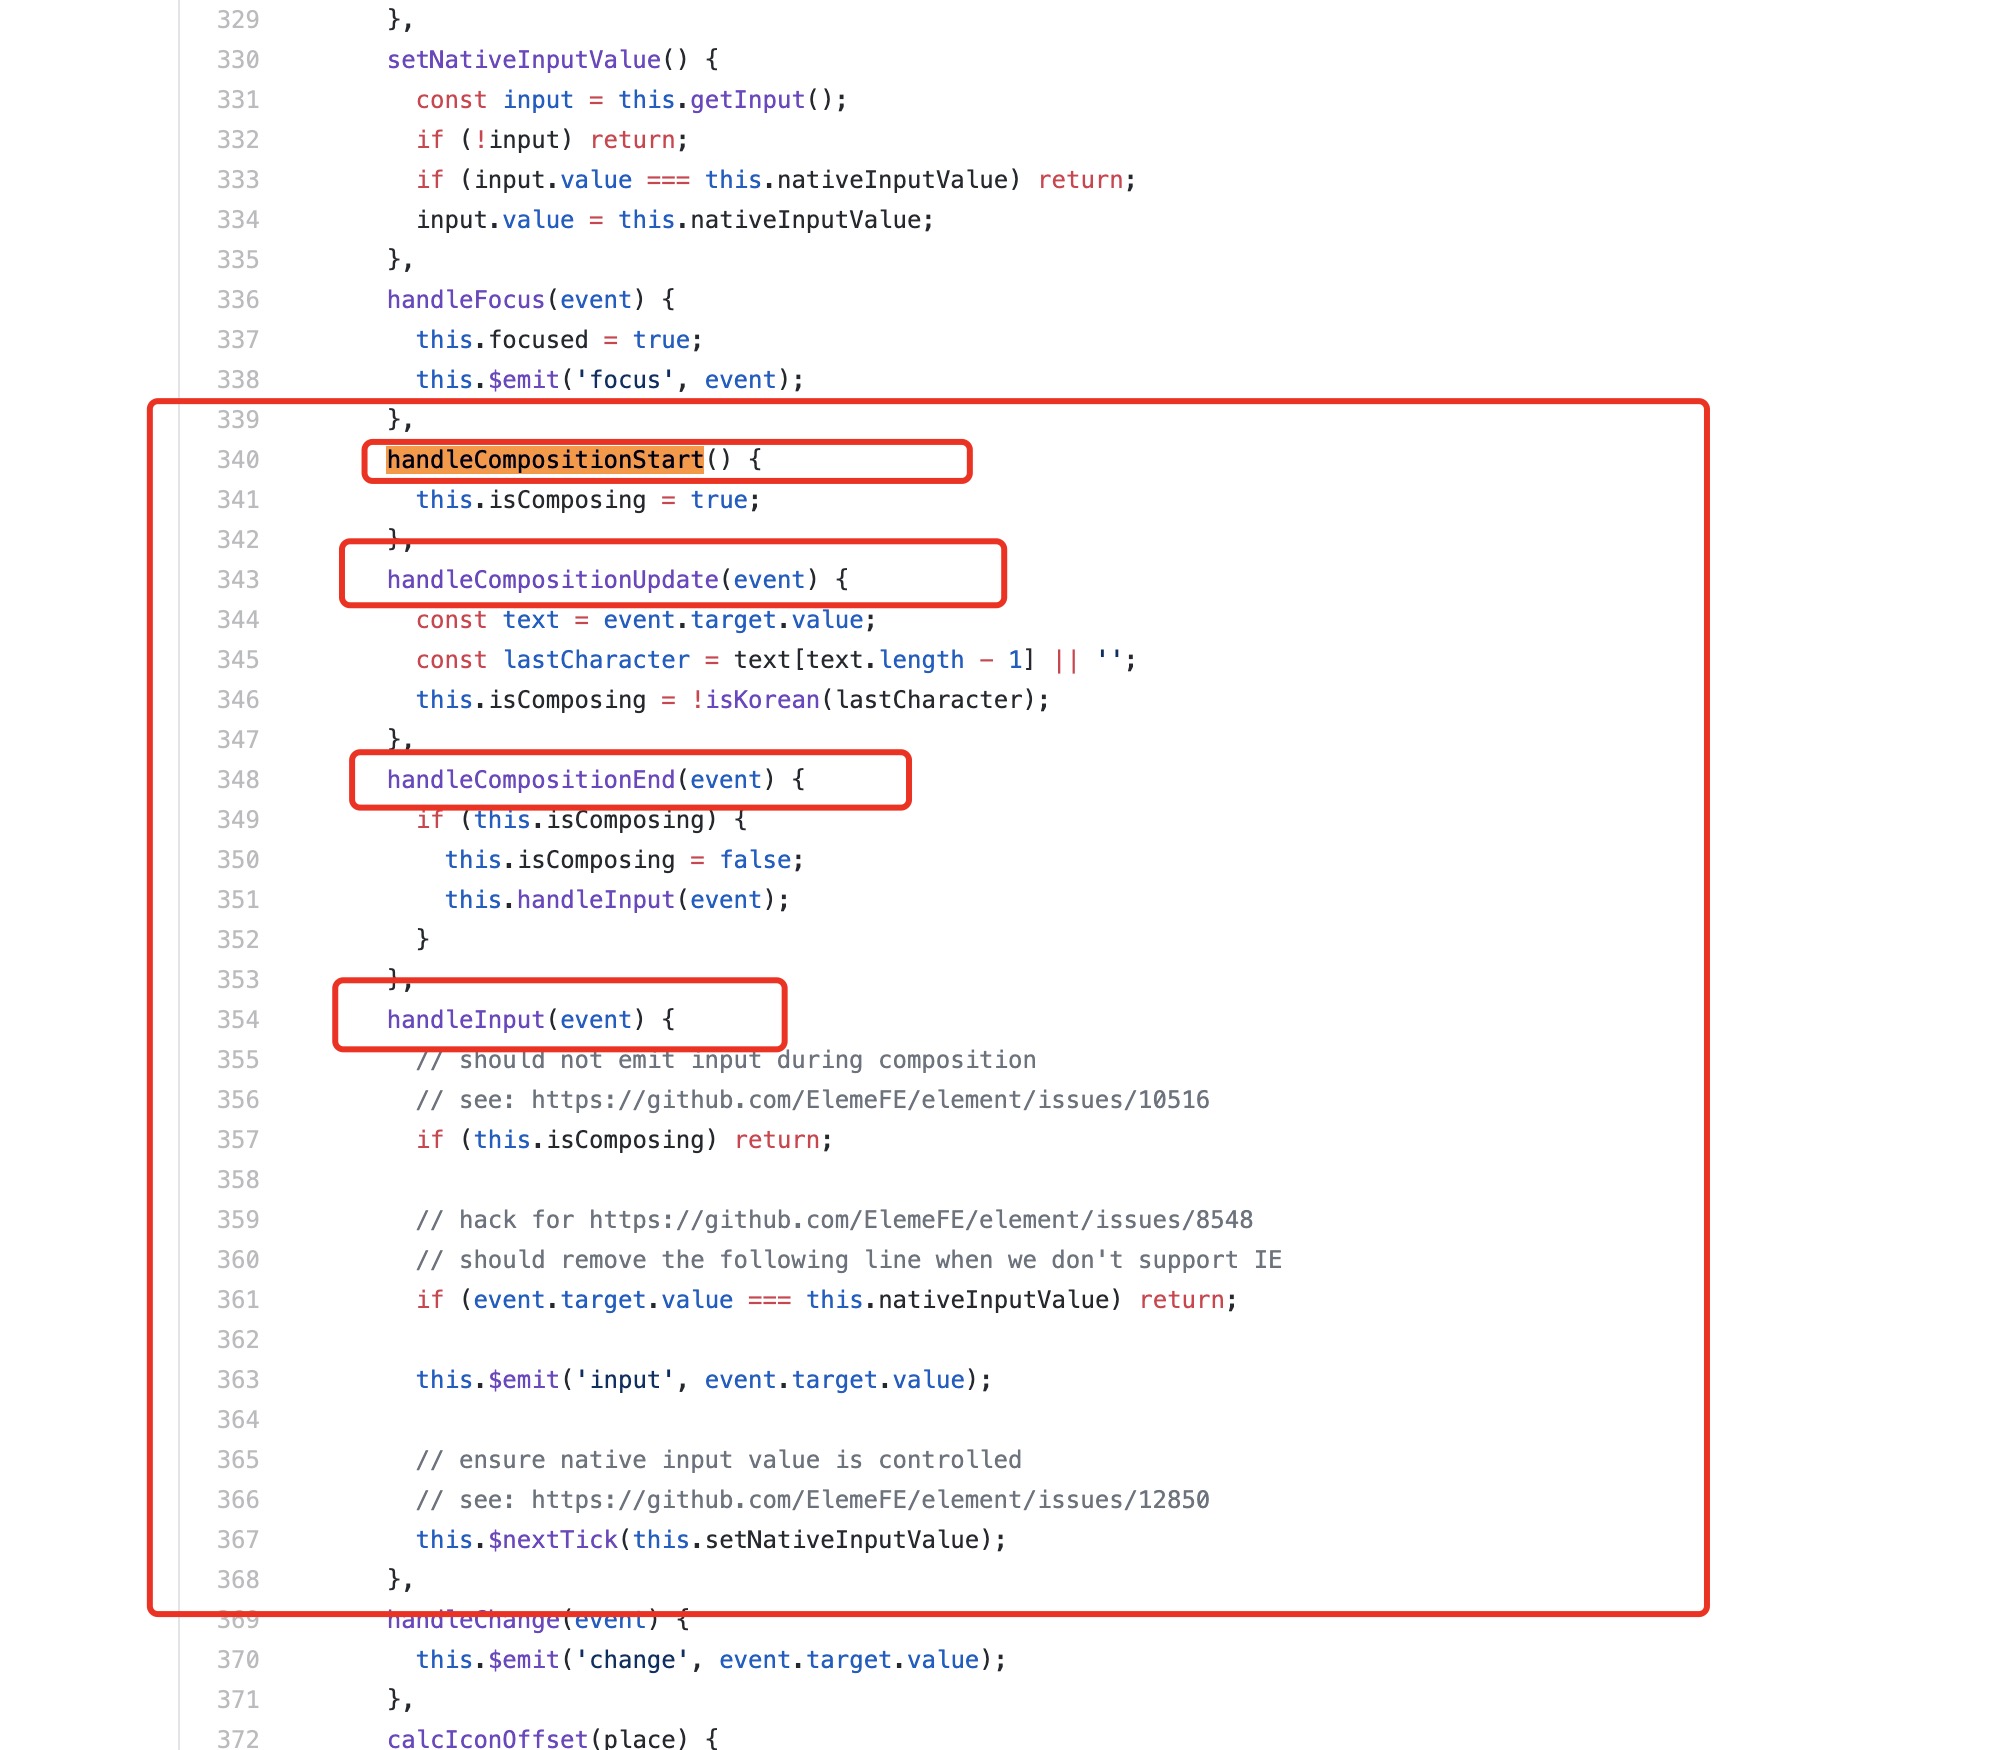 329 },
330 setNativeInputValue() {
331 const input = this.getInput();
332 if (!input) return;
333 if (input.value === this.nativeInputValue) return;
334 input.value = this.nativeInputValue;
335 },
336 handleFocus(event) {
337 this.focused = true;
338 this.$emit('focus', event);
339 },
340 handleCompositionStart() {
341 this.isComposing = true;
342 },
343 handleCompositionUpdate(event) {
344 const text = event.target.value;
345 const lastCharacter = text[text.length - 1] || '';
346 this.isComposing = !isKorean(lastCharacter);
347 },
348 handleCompositionEnd(event) {
349 if (this.isComposing) {
350 this.isComposing = false;
351 this.handleInput(event);
352 }
353 },
354 handleInput(event) {
355 // should not emit input during composition
356 // see: https://github.com/ElemeFE/element/issues/10516
357 if (this.isComposing) return;
358
359 // hack for https://github.com/ElemeFE/element/issues/8548
360 // should remove the following line when we don't support IE
361 if (event.target.value === this.nativeInputValue) return;
362
363 this.$emit('input', event.target.value);
364
365 // ensure native input value is controlled
366 // see: https://github.com/ElemeFE/element/issues/12850
367 this.$nextTick(this.setNativeInputValue);
368 },
369 handleChange(event) {
370 this.$emit('change', event.target.value);
371 },
372 calcIconOffset(place) {